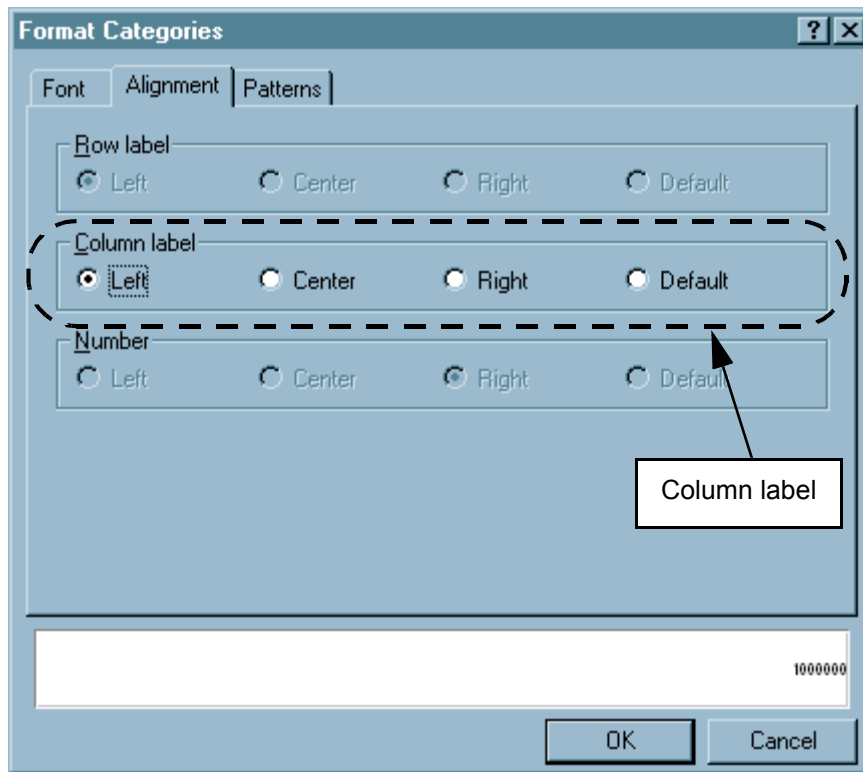 Format Categories
Font Alignment Patterns
Row label
Left Center Right Default
Column label
Left Center Right Default
Number
Left Center Right Default
Column label
1000000
OK Cancel